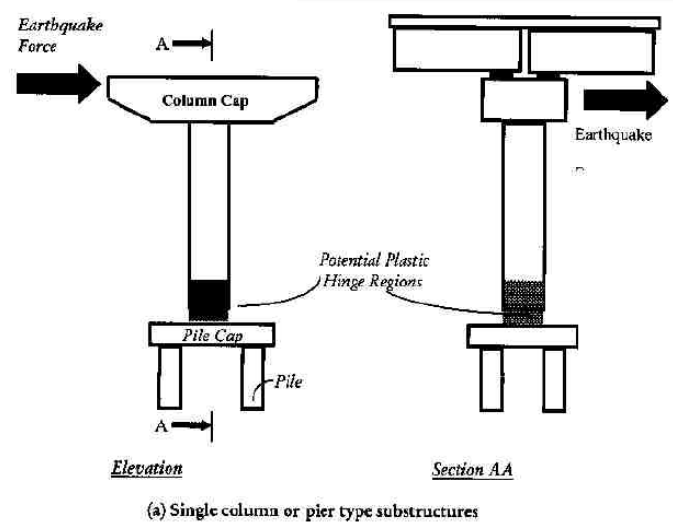 Earthquake
Force
A
Column Cap
Earthquake
Potential Plastic
Hinge Regions
Pile Cap
Pile
A
Elevation
Section AA
(a) Single column or pier type substructures